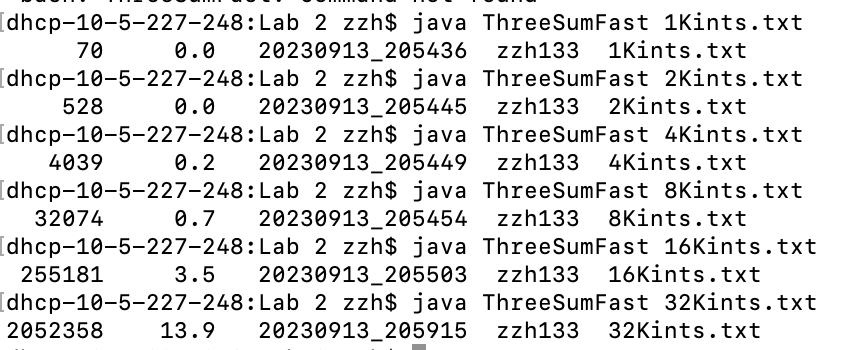 bash: ThreeSumFast: command not found
[dhcp-10-5-227-248:Lab 2 zzh$ java ThreeSumFast 1Kints.txt
70 0.0 20230913_205436 zzh133 1Kints.txt
[dhcp-10-5-227-248:Lab 2 zzh$ java ThreeSumFast 2Kints.txt
528 0.0 20230913_205445 zzh133 2Kints.txt
[dhcp-10-5-227-248:Lab 2 zzh$ java ThreeSumFast 4Kints.txt
4039 0.2 20230913_205449 zzh133 4Kints.txt
[dhcp-10-5-227-248:Lab 2 zzh$ java ThreeSumFast 8Kints.txt
32074 0.7 20230913_205454 zzh133 8Kints.txt
[dhcp-10-5-227-248:Lab 2 zzh$ java ThreeSumFast 16Kints.txt
255181 3.5 20230913_205503 zzh133 16Kints.txt
[dhcp-10-5-227-248:Lab 2 zzh$ java ThreeSumFast 32Kints.txt
2052358 13.9 20230913_205915 zzh133 32Kints.txt